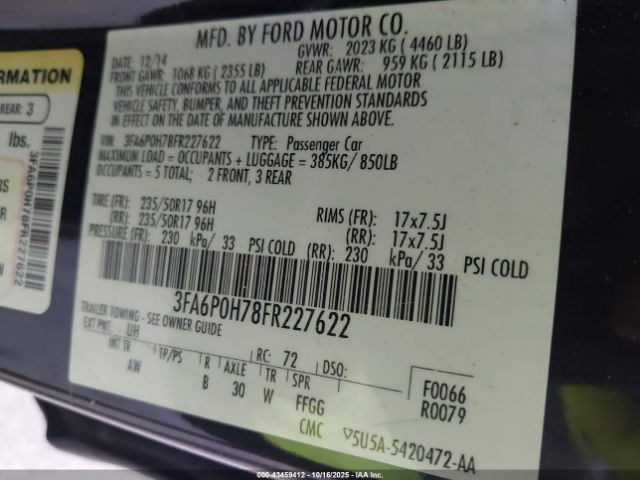 MFD. BY FORD MOTOR CO.
DATE: 12/14 GVWR: 2023 KG ( 4460 LB)
FRONT GAWR: 1068 KG ( 2355 LB) REAR GAWR: 959 KG ( 2115 LB)
THIS VEHICLE CONFORMS TO ALL APPLICABLE FEDERAL MOTOR
VEHICLE SAFETY, BUMPER, AND THEFT PREVENTION STANDARDS
IN EFFECT ON THE DATE OF MANUFACTURE SHOWN ABOVE.
VIN: 3FA6P0H78FR227622 TYPE: Passenger Car
MAXIMUM LOAD = OCCUPANTS + LUGGAGE = 385KG/ 850LB
OCCUPANTS = 5 TOTAL: 2 FRONT, 3 REAR
TIRE (FR): 235/50R17 96H RIMS (FR): 17x7.5J
(RR): 235/50R17 96H (RR): 17x7.5J
PRESSURE (FR): 230 kPa/ 33 PSI COLD (RR): 230 kPa/ 33 PSI COLD
3FA6P0H78FR227622
TRAILER TOWING - SEE OWNER GUIDE
EXT PNT: UH RC: 72 DSO:
INT TR TP/PS R AXLE TR SPR
AW B 30 W FFGG
CMC
F0066
R0079
5U5A-5420472-AA
ORMATION
REAR: 3
lbs.
3FA6P0H78FR227622
RS
R
000 - 43459412 - 10/16/2025 - IAAI.COM